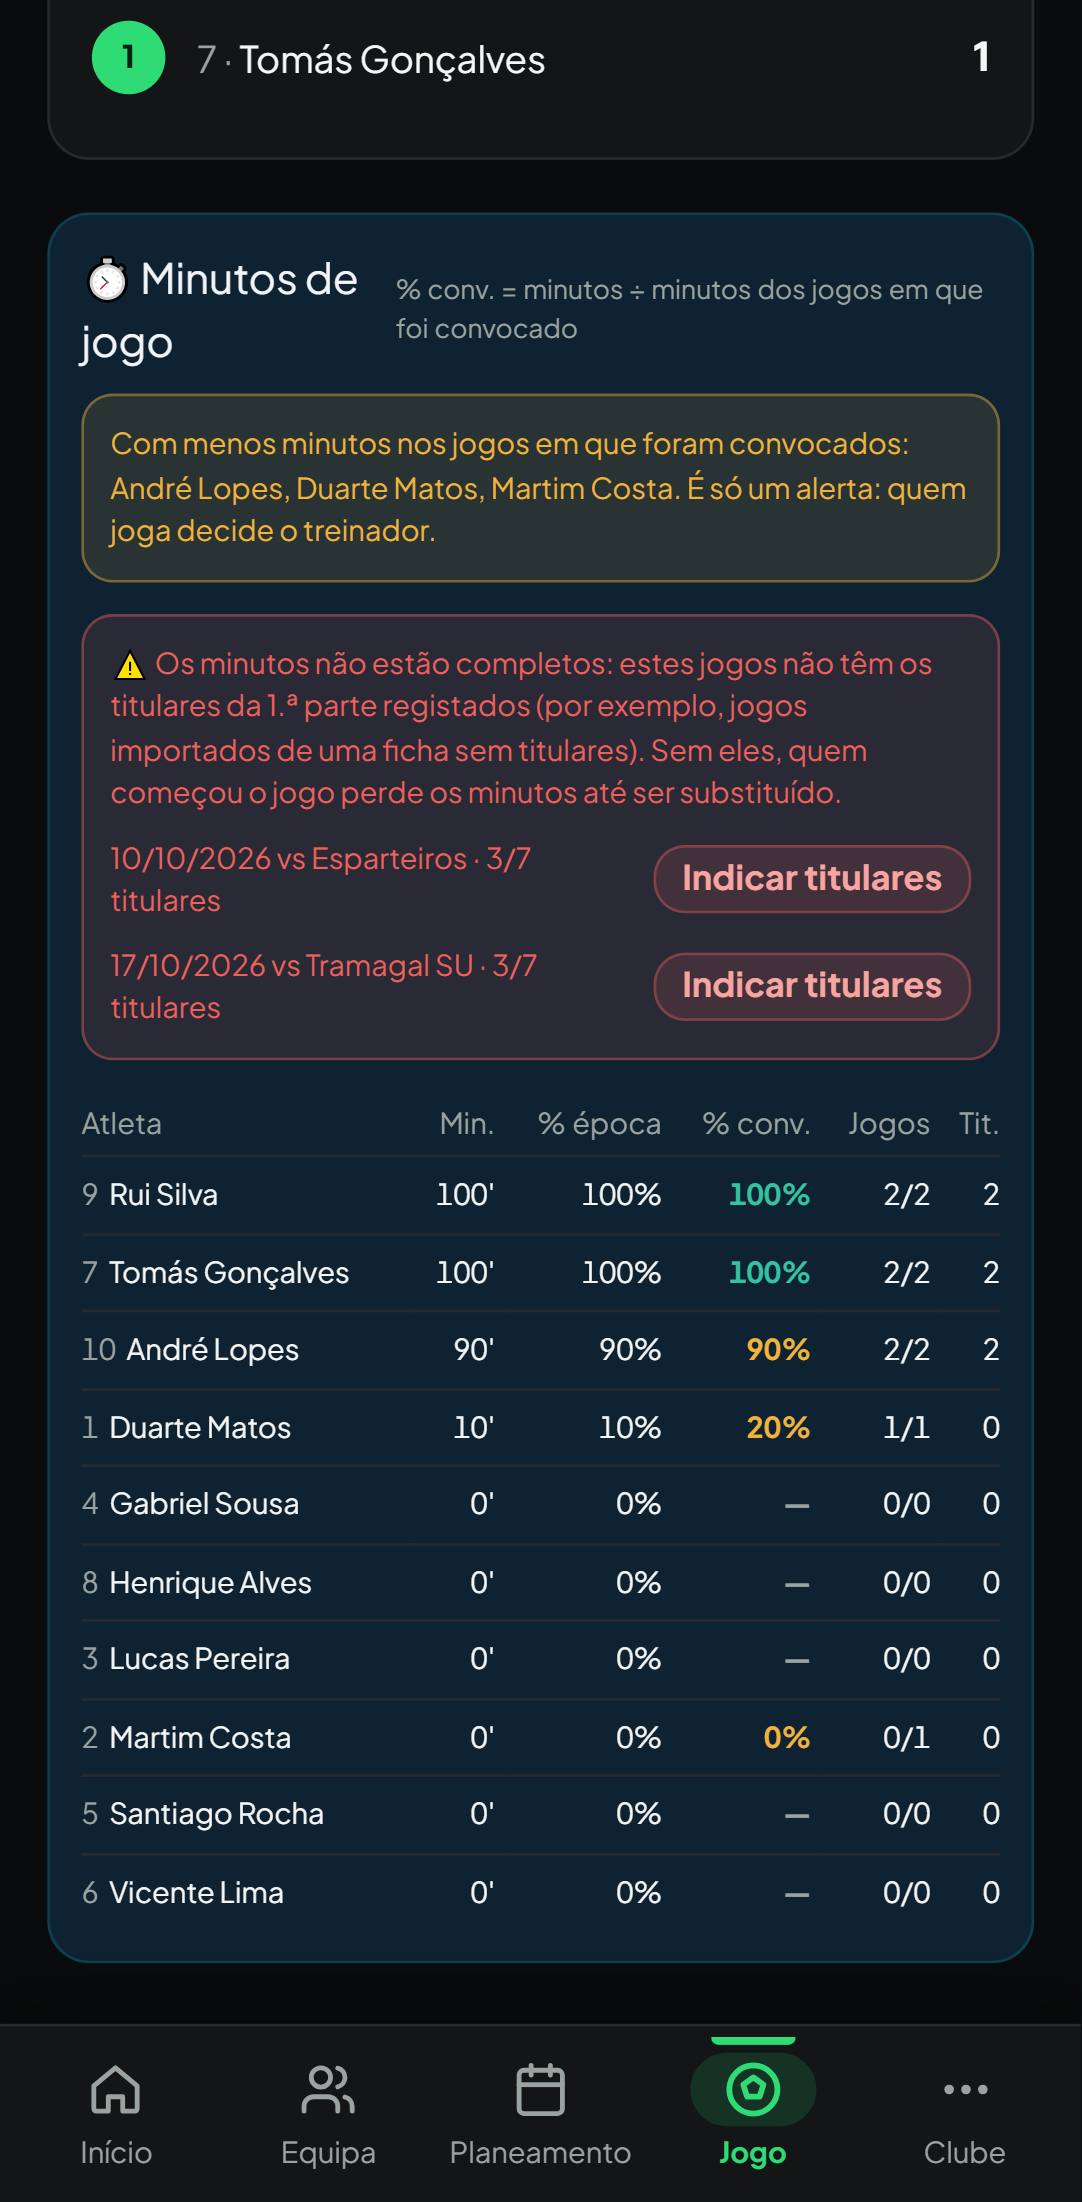 1 7 · Tomás Gonçalves 1
Minutos de
jogo
% conv. = minutos ÷ minutos dos jogos em que
foi convocado
Com menos minutos nos jogos em que foram convocados:
André Lopes, Duarte Matos, Martim Costa. É só um alerta: quem
joga decide o treinador.
⚠️ Os minutos não estão completos: estes jogos não têm os
titulares da 1.ª parte registados (por exemplo, jogos
importados de uma ficha sem titulares). Sem eles, quem
começou o jogo perde os minutos até ser substituído.
10/10/2026 vs Esparteiros · 3/7
titulares
Indicar titulares
17/10/2026 vs Tramagal SU · 3/7
titulares
Indicar titulares
Atleta Min. % época % conv. Jogos Tit.
9 Rui Silva 100' 100% 100% 2/2 2
7 Tomás Gonçalves 100' 100% 100% 2/2 2
10 André Lopes 90' 90% 90% 2/2 2
1 Duarte Matos 10' 10% 20% 1/1 0
4 Gabriel Sousa 0' 0% — 0/0 0
8 Henrique Alves 0' 0% — 0/0 0
3 Lucas Pereira 0' 0% — 0/0 0
2 Martim Costa 0' 0% 0% 0/1 0
5 Santiago Rocha 0' 0% — 0/0 0
6 Vicente Lima 0' 0% — 0/0 0
Início Equipa Planeamento Jogo Clube